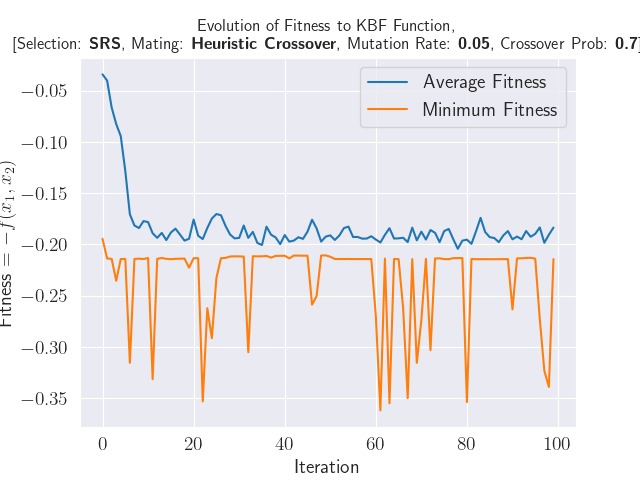 Evolution of Fitness to KBF Function,
[Selection: SRS, Mating: Heuristic Crossover, Mutation Rate: 0.05, Crossover Prob: 0.7]
Average Fitness
Minimum Fitness
−0.05
−0.10
−0.15
−0.20
−0.25
−0.30
−0.35
Fitness = −f(x₁, x₂)
0 20 40 60 80 100
Iteration